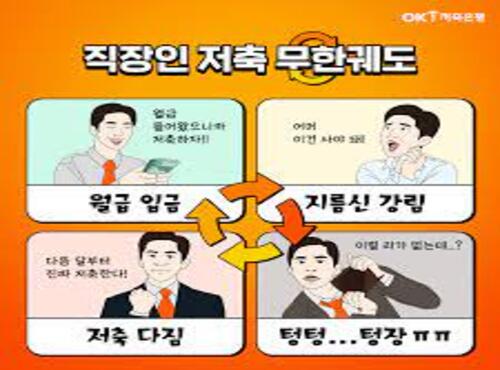 OK!저축은행
직장인 저축 무한궤도
월급
들어왔으니까
저축하자!!
월급 입금
어머
이건 사야 돼!
지름신 강림
다음 달부터
진짜 저축한다!
저축 다짐
이럴 리가 없는데..?
텅텅...텅장 ㅠㅠ